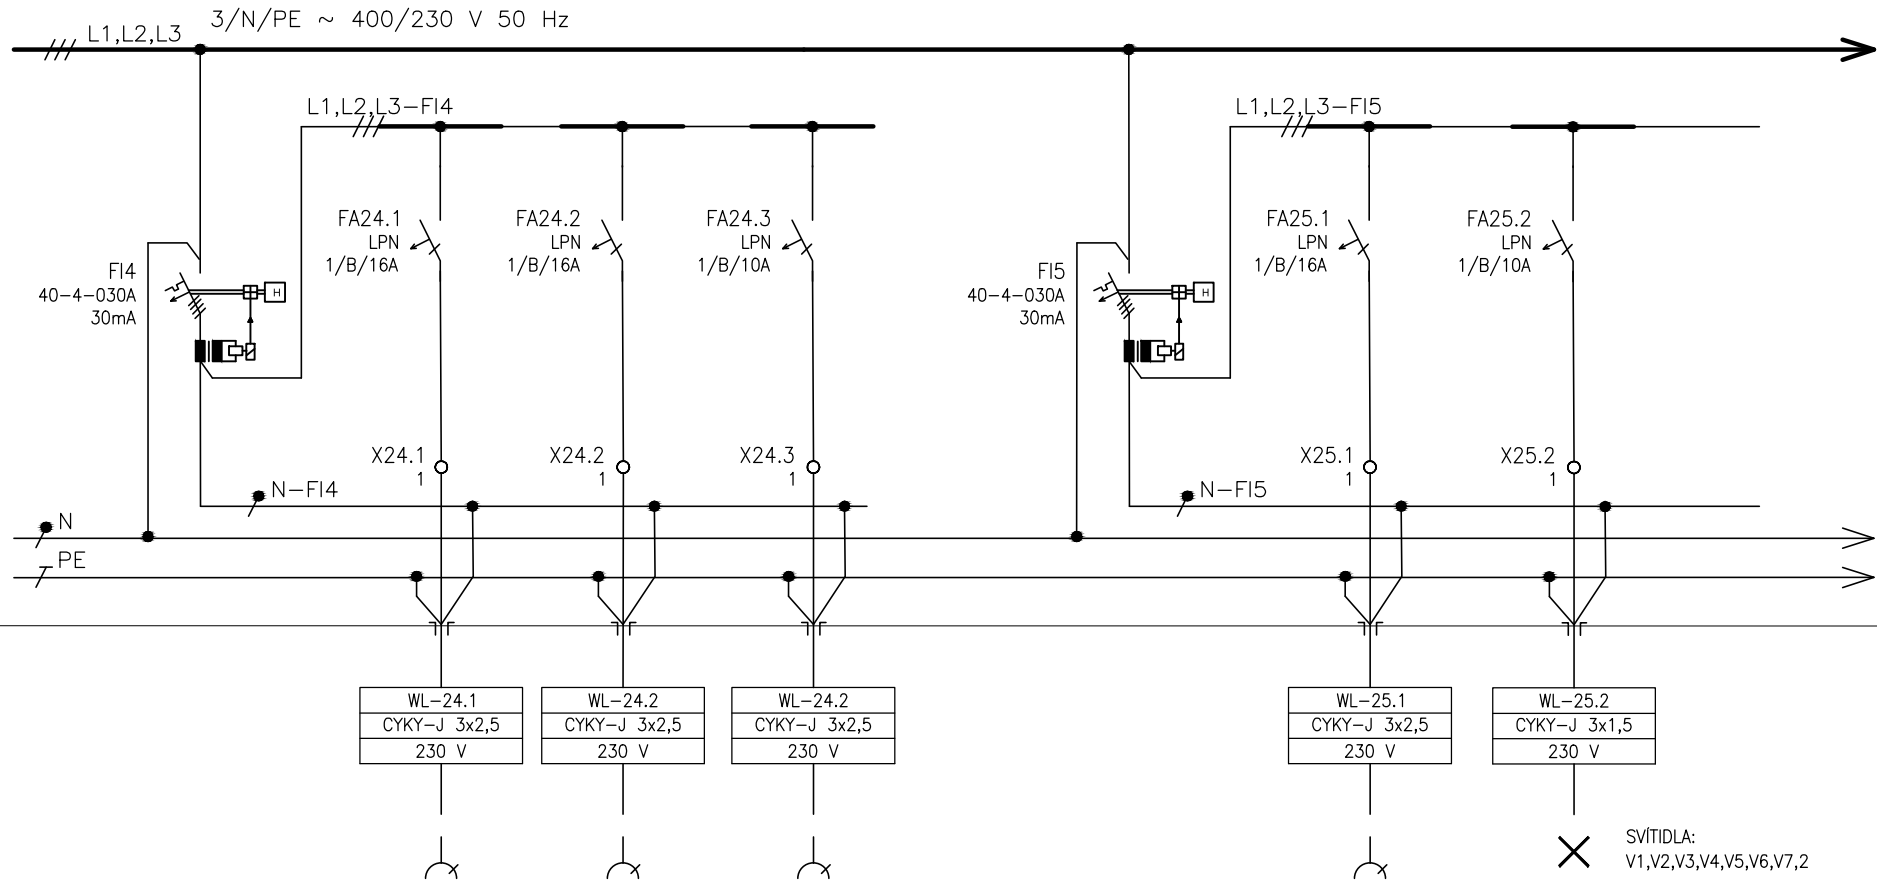 3/N/PE ~ 400/230 V 50 Hz
L1,L2,L3
L1,L2,L3-FI4
L1,L2,L3-FI5
FA24.1
LPN
1/B/16A
FA24.2
LPN
1/B/16A
FA24.3
LPN
1/B/10A
FA25.1
LPN
1/B/16A
FA25.2
LPN
1/B/10A
FI4
40-4-030A
30mA
H
FI5
40-4-030A
30mA
H
X24.1
1
X24.2
1
X24.3
1
X25.1
1
X25.2
1
N-FI4
N-FI5
N
PE
WL-24.1
CYKY-J 3x2,5
230 V
WL-24.2
CYKY-J 3x2,5
230 V
WL-24.2
CYKY-J 3x2,5
230 V
WL-25.1
CYKY-J 3x2,5
230 V
WL-25.2
CYKY-J 3x1,5
230 V
SVÍTIDLA:
V1,V2,V3,V4,V5,V6,V7,2